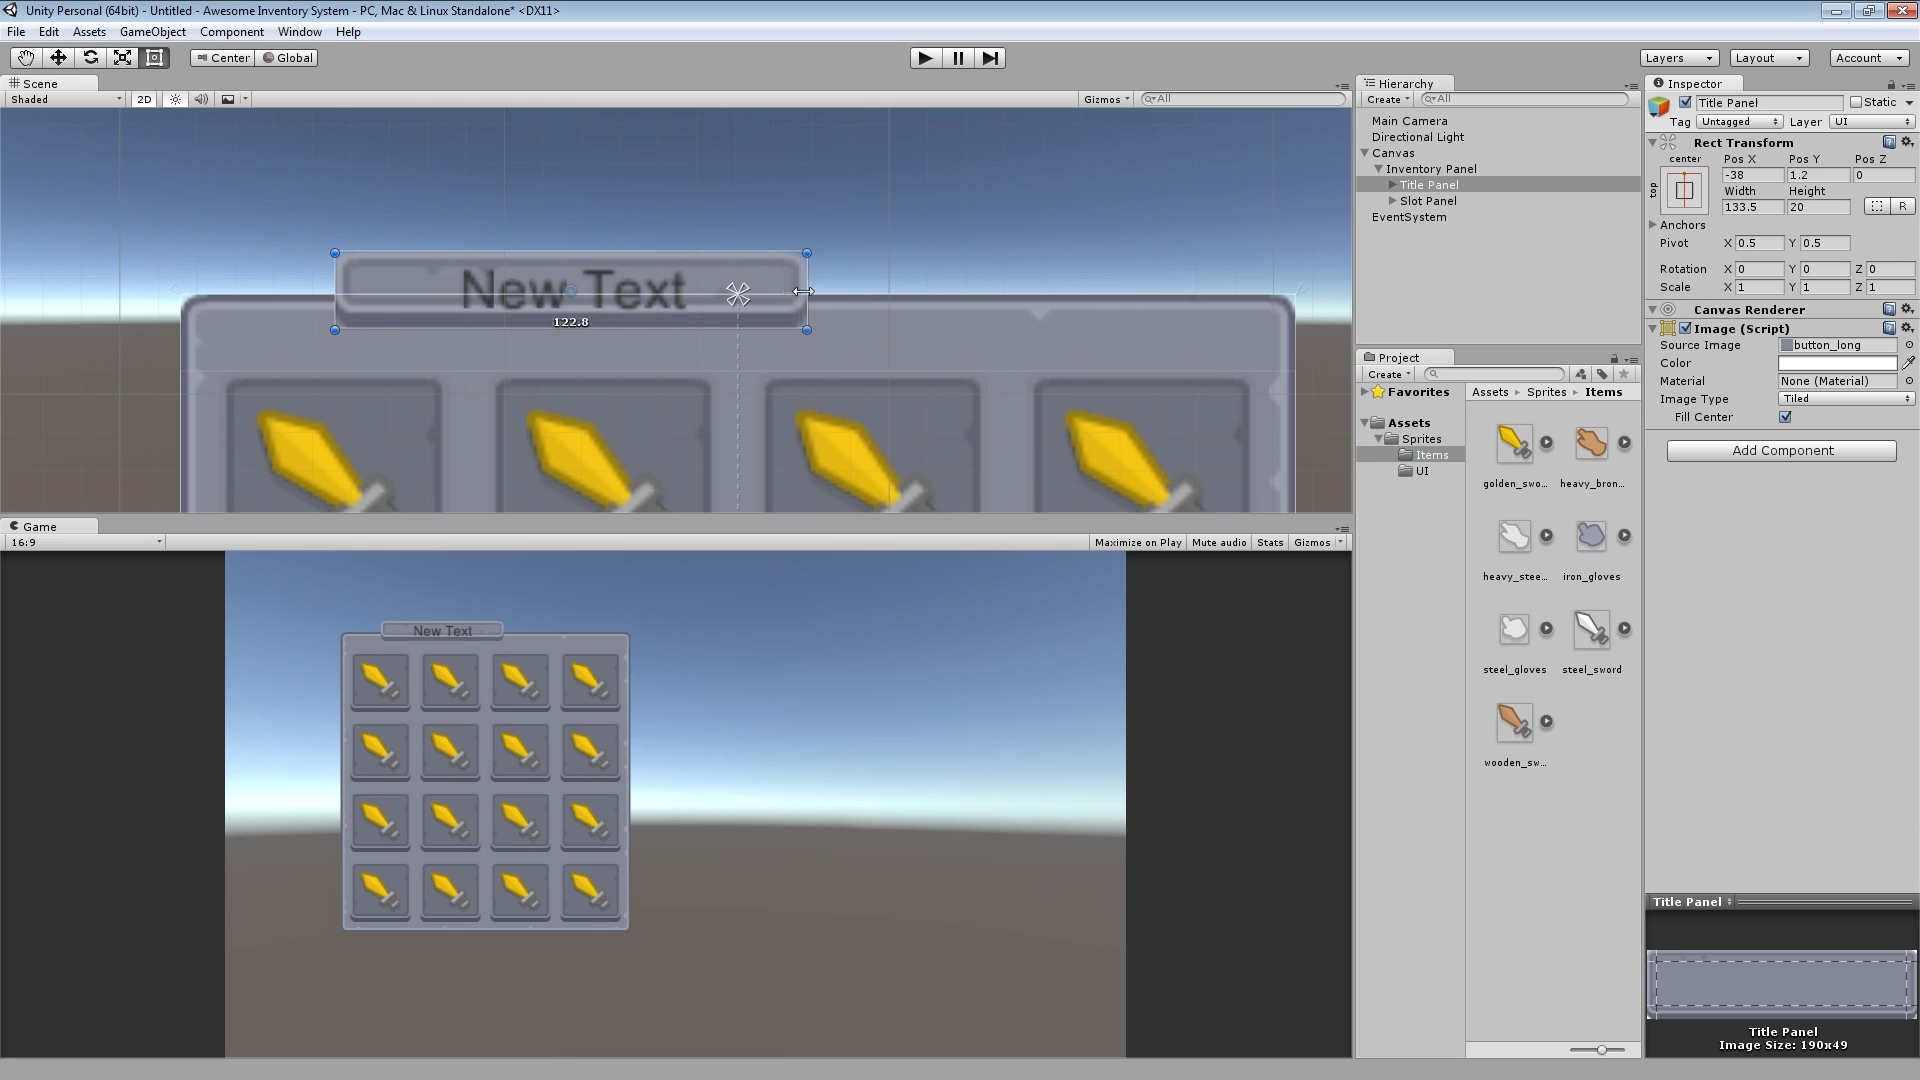 Unity Personal (64bit) - Untitled - Awesome Inventory System - PC, Mac & Linux Standalone* <DX11>
File Edit Assets GameObject Component Window Help
Center Global
Layers Layout Account
Scene
Shaded 2D Gizmos All
New Text
122.8
Game
16:9 Maximize on Play Mute audio Stats Gizmos
New Text
Hierarchy
Create All
Main Camera
Directional Light
Canvas
Inventory Panel
Title Panel
Slot Panel
EventSystem
Project
Create
Favorites
Assets
Sprites
Items
UI
Assets Sprites Items
golden_swo... heavy_bron...
heavy_stee... iron_gloves
steel_gloves steel_sword
wooden_sw...
Inspector
Title Panel Static
Tag Untagged Layer UI
Rect Transform
center
top
Pos X Pos Y Pos Z
-38 1.2 0
Width Height
133.5 20 R
Anchors
Pivot X 0.5 Y 0.5
Rotation X 0 Y 0 Z 0
Scale X 1 Y 1 Z 1
Canvas Renderer
Image (Script)
Source Image button_long
Color
Material None (Material)
Image Type Tiled
Fill Center
Add Component
Title Panel
Title Panel
Image Size: 190x49